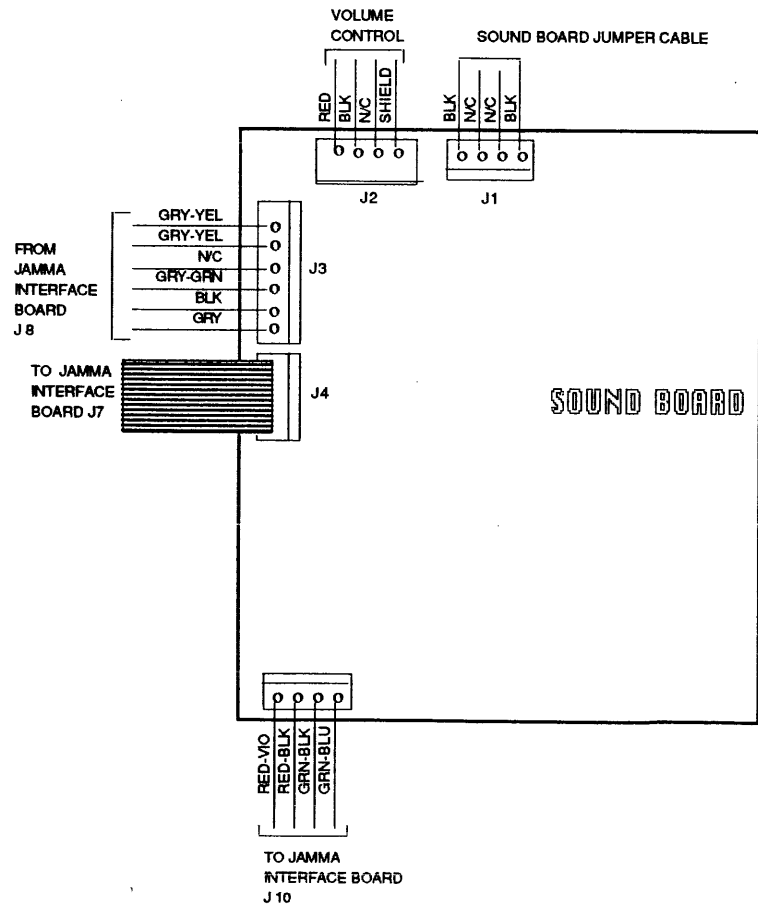 VOLUME
CONTROL
SOUND BOARD JUMPER CABLE
RED
BLK
N/C
SHIELD
BLK
N/C
N/C
BLK
J2
J1
GRY-YEL
GRY-YEL
N/C
GRY-GRN
BLK
GRY
FROM
JAMMA
INTERFACE
BOARD
J 8
J3
TO JAMMA
INTERFACE
BOARD J7
J4
SOUND BOARD
RED-VIO
RED-BLK
GRN-BLK
GRN-BLU
TO JAMMA
INTERFACE BOARD
J 10